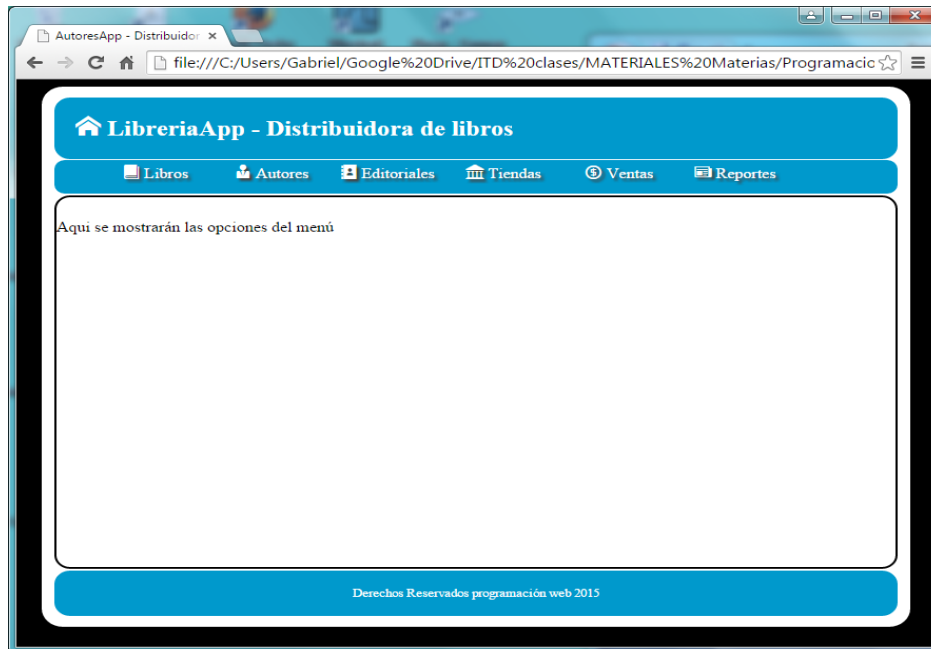 AutoresApp - Distribuidor
file:///C:/Users/Gabriel/Google%20Drive/ITD%20clases/MATERIALES%20Materias/Programacic
LibreriaApp - Distribuidora de libros
Libros Autores Editoriales Tiendas Ventas Reportes
Aqui se mostrarán las opciones del menú
Derechos Reservados programación web 2015